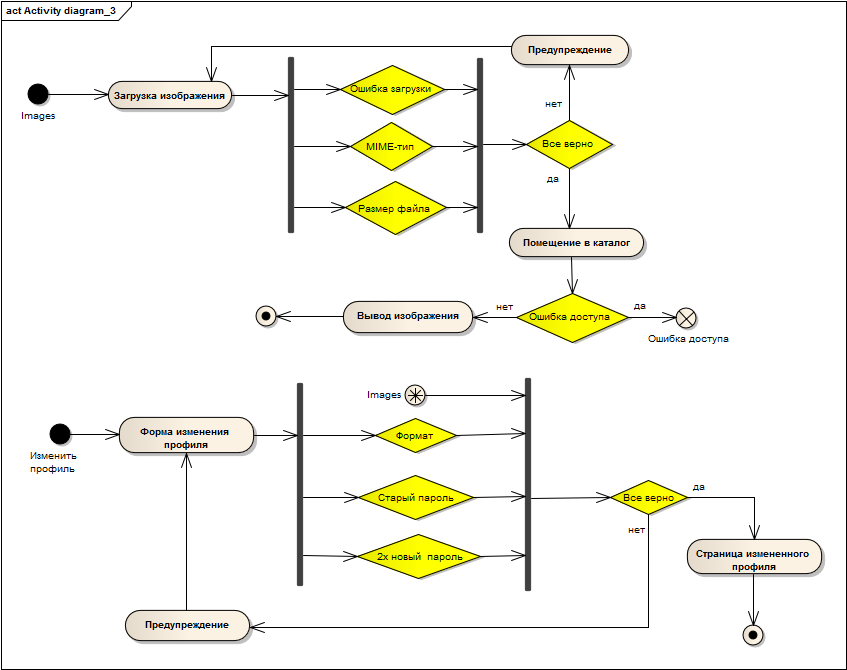 act Activity diagram_3
Предупреждение
Images
Загрузка изображения
Ошибка загрузки
нет
MIME-тип
Все верно
Размер файла
да
Помещение в каталог
Вывод изображения
нет
Ошибка доступа
да
Ошибка доступа
Images
Изменить
профиль
Форма изменения
профиля
Формат
Старый пароль
Все верно
да
нет
2х новый пароль
Страница измененного
профиля
Предупреждение